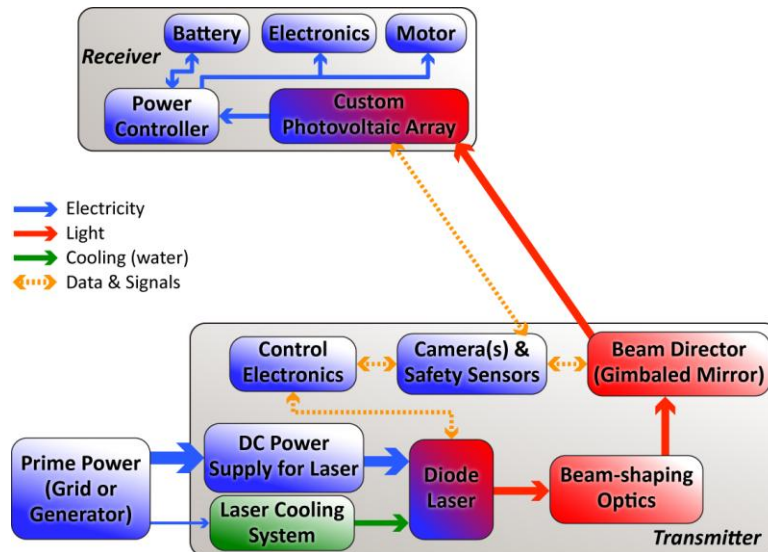 Battery
Electronics
Motor
Receiver
Power
Controller
Custom
Photovoltaic Array
Electricity
Light
Cooling (water)
Data & Signals
Control
Electronics
Camera(s) &
Safety Sensors
Beam Director
(Gimbaled Mirror)
Prime Power
(Grid or
Generator)
DC Power
Supply for Laser
Diode
Laser
Beam-shaping
Optics
Laser Cooling
System
Transmitter